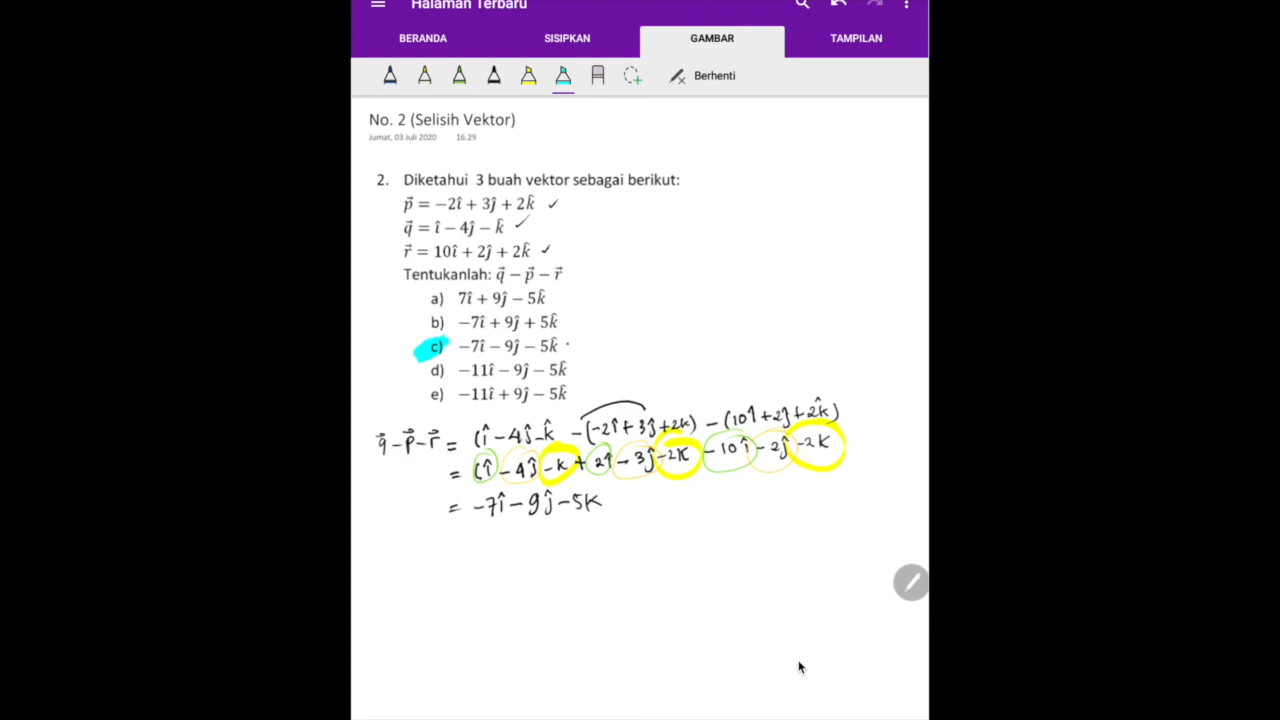 Halaman Terbaru
BERANDA SISIPKAN GAMBAR TAMPILAN
Berhenti
No. 2 (Selisih Vektor)
Jumat, 03 Juli 2020 16.29
2. Diketahui 3 buah vektor sebagai berikut:
p⃗ = −2î + 3ĵ + 2k̂ ✓
q⃗ = î − 4ĵ − k̂ ✓
r⃗ = 10î + 2ĵ + 2k̂ ✓
Tentukanlah: q⃗ − p⃗ − r⃗
a) 7î + 9ĵ − 5k̂
b) −7î + 9ĵ + 5k̂
c) −7î − 9ĵ − 5k̂
d) −11î − 9ĵ − 5k̂
e) −11î + 9ĵ − 5k̂
q⃗ − p⃗ − r⃗ = (î − 4ĵ − k̂ − (−2î + 3ĵ + 2k) − (10î + 2ĵ + 2k̂)
= (î − 4ĵ − k + 2î − 3ĵ − 2k − 10î − 2ĵ − 2k
= −7î − 9ĵ − 5k